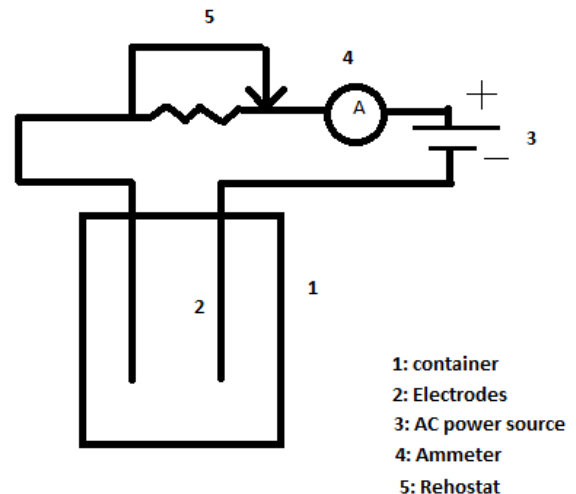 5
4
A
+
3
−
2
1
1: container
2: Electrodes
3: AC power source
4: Ammeter
5: Rehostat